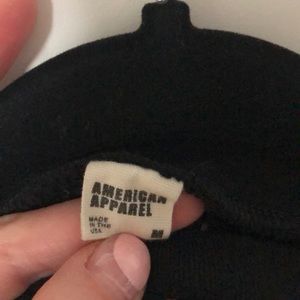 AMERICAN
APPAREL
MADE
IN THE
USA
M